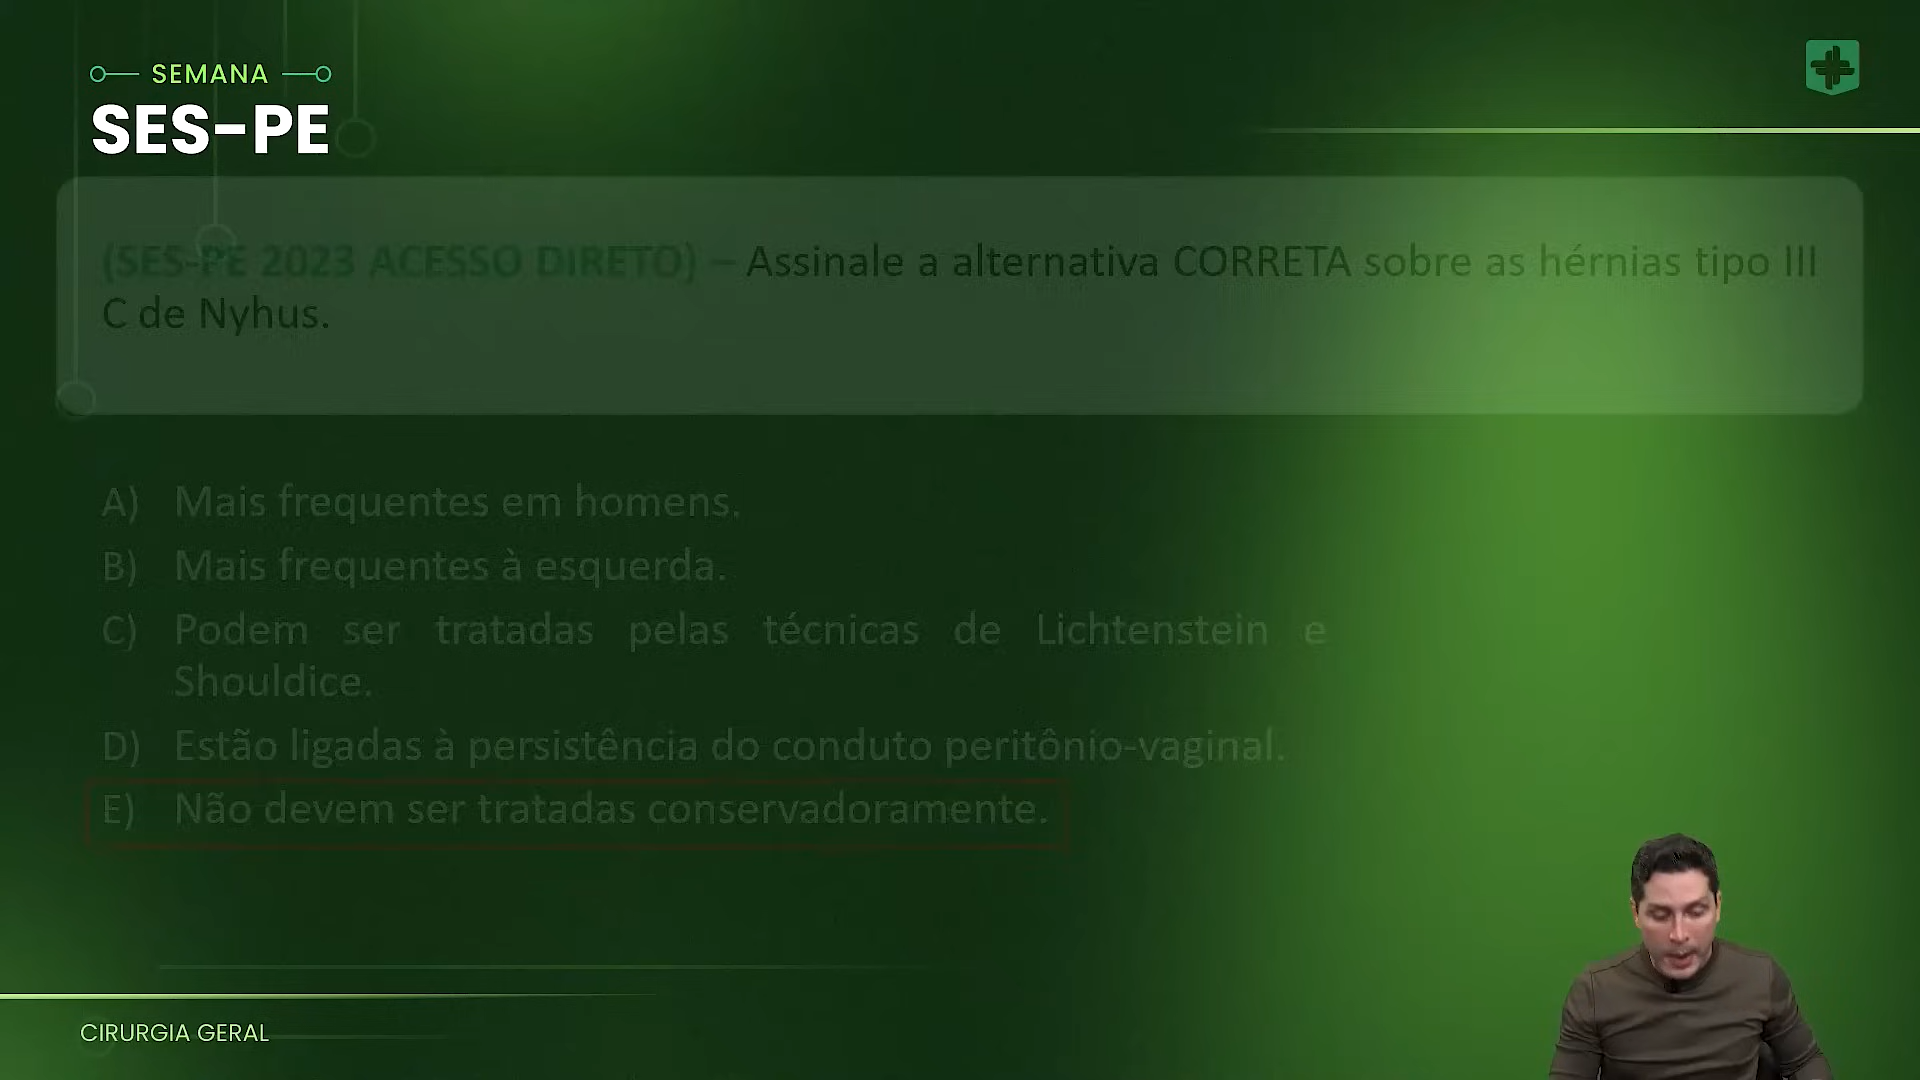 SEMANA
SES-PE
(SES-PE 2023 ACESSO DIRETO) – Assinale a alternativa CORRETA sobre as hérnias tipo III
C de Nyhus.
A) Mais frequentes em homens.
B) Mais frequentes à esquerda.
C) Podem ser tratadas pelas técnicas de Lichtenstein e
Shouldice.
D) Estão ligadas à persistência do conduto peritônio-vaginal.
E) Não devem ser tratadas conservadoramente.
CIRURGIA GERAL